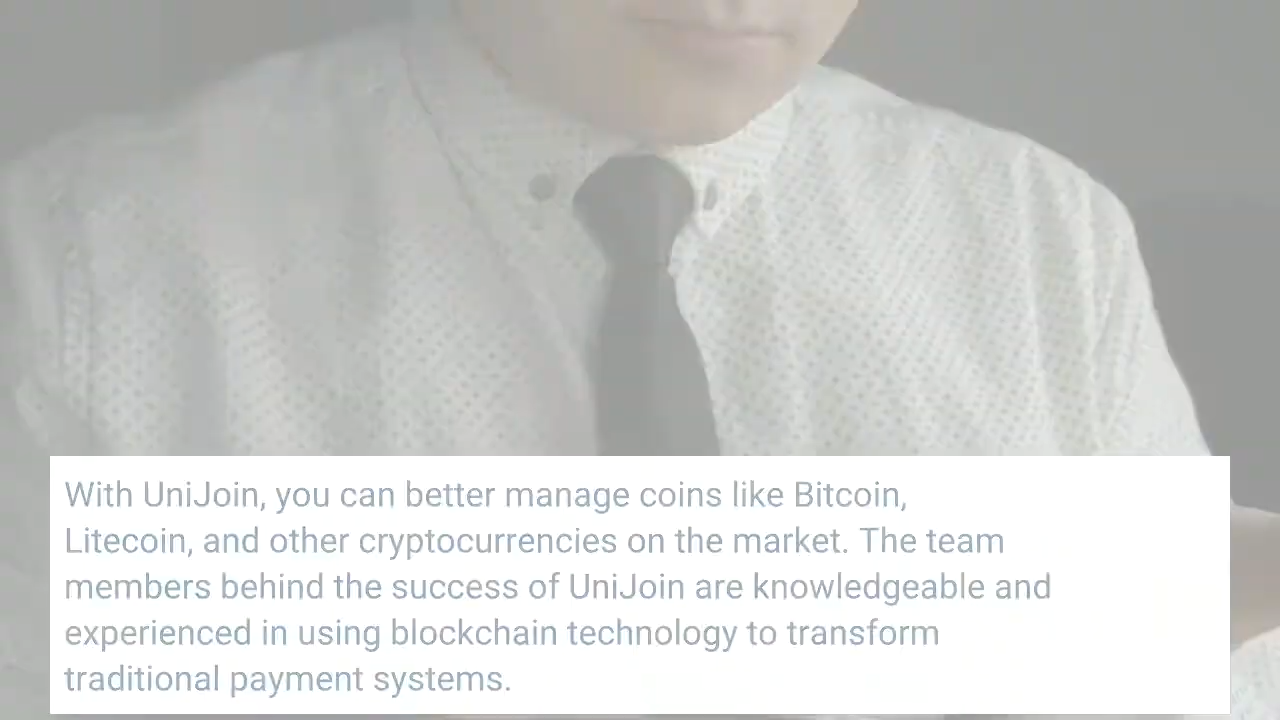 With UniJoin, you can better manage coins like Bitcoin,
Litecoin, and other cryptocurrencies on the market. The team
members behind the success of UniJoin are knowledgeable and
experienced in using blockchain technology to transform
traditional payment systems.